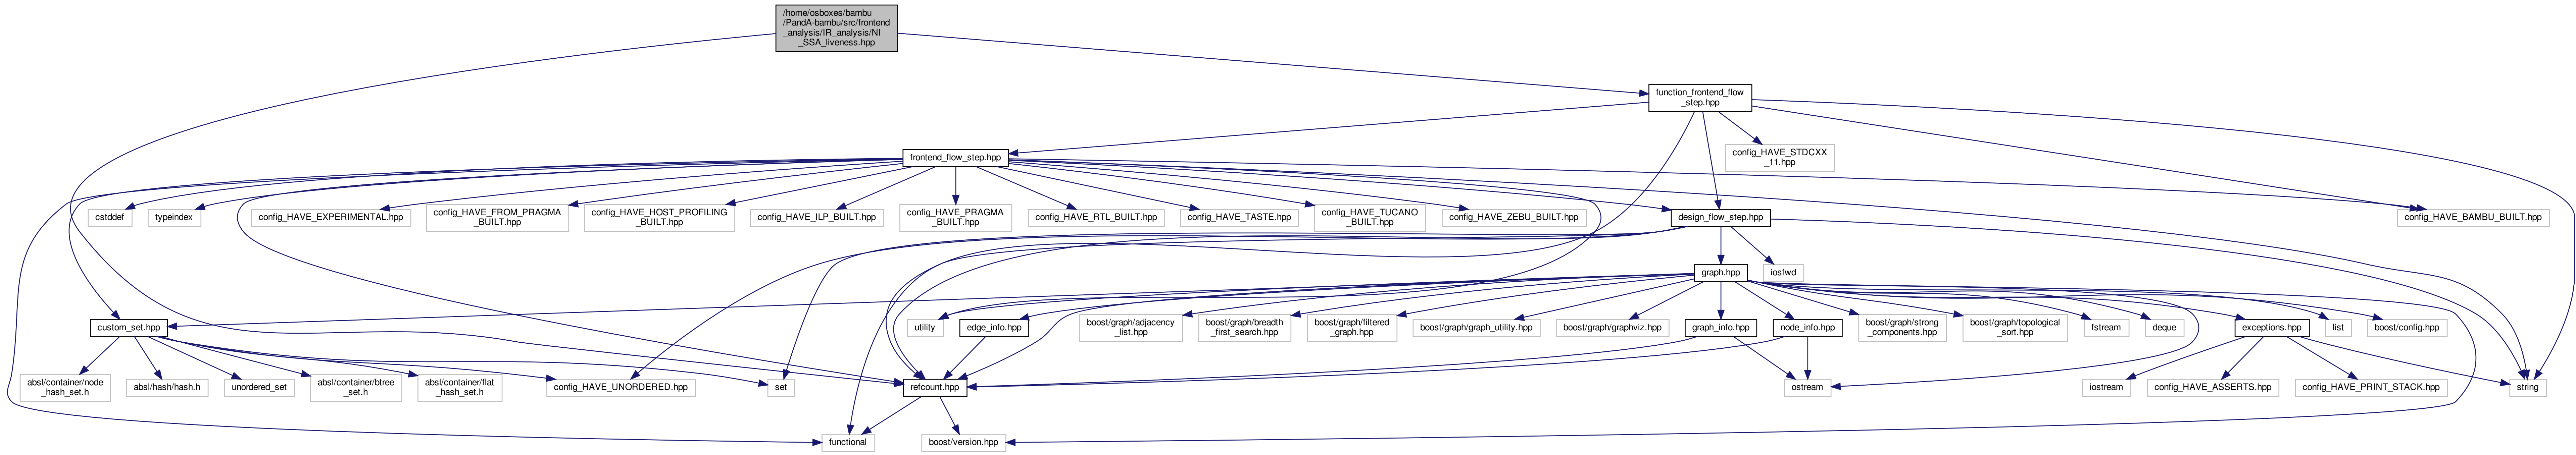 /home/osboxes/bambu
/PandA-bambu/src/frontend
_analysis/IR_analysis/NI
_SSA_liveness.hpp
function_frontend_flow
_step.hpp
frontend_flow_step.hpp
config_HAVE_STDCXX
_11.hpp
cstddef
typeindex
config_HAVE_EXPERIMENTAL.hpp
config_HAVE_FROM_PRAGMA
_BUILT.hpp
config_HAVE_HOST_PROFILING
_BUILT.hpp
config_HAVE_ILP_BUILT.hpp
config_HAVE_PRAGMA
_BUILT.hpp
config_HAVE_RTL_BUILT.hpp
config_HAVE_TASTE.hpp
config_HAVE_TUCANO
_BUILT.hpp
config_HAVE_ZEBU_BUILT.hpp
design_flow_step.hpp
config_HAVE_BAMBU_BUILT.hpp
graph.hpp
iosfwd
custom_set.hpp
utility
edge_info.hpp
boost/graph/adjacency
_list.hpp
boost/graph/breadth
_first_search.hpp
boost/graph/filtered
_graph.hpp
boost/graph/graph_utility.hpp
boost/graph/graphviz.hpp
graph_info.hpp
node_info.hpp
boost/graph/strong
_components.hpp
boost/graph/topological
_sort.hpp
fstream
deque
exceptions.hpp
list
boost/config.hpp
absl/container/node
_hash_set.h
absl/hash/hash.h
unordered_set
absl/container/btree
_set.h
absl/container/flat
_hash_set.h
config_HAVE_UNORDERED.hpp
set
refcount.hpp
ostream
iostream
config_HAVE_ASSERTS.hpp
config_HAVE_PRINT_STACK.hpp
string
functional
boost/version.hpp